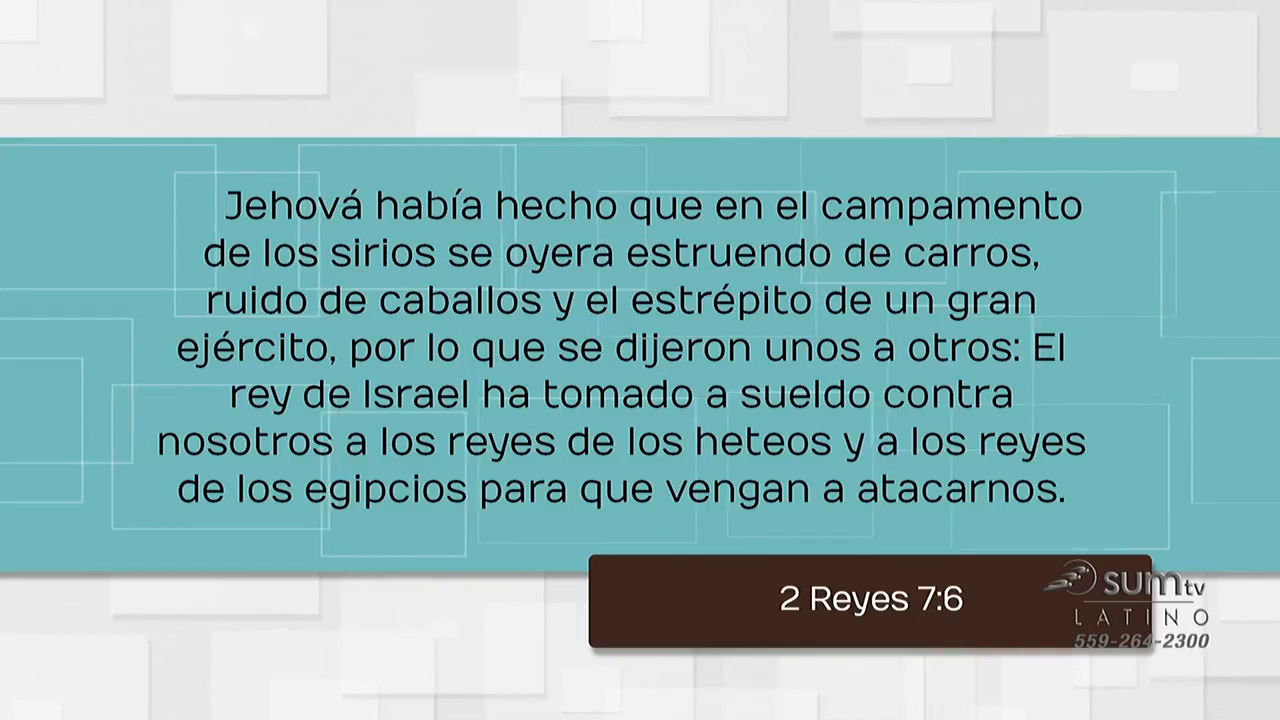 Jehová había hecho que en el campamento
de los sirios se oyera estruendo de carros,
ruido de caballos y el estrépito de un gran
ejército, por lo que se dijeron unos a otros: El
rey de Israel ha tomado a sueldo contra
nosotros a los reyes de los heteos y a los reyes
de los egipcios para que vengan a atacarnos.
2 Reyes 7:6
sumtv
LATINO
559-264-2300